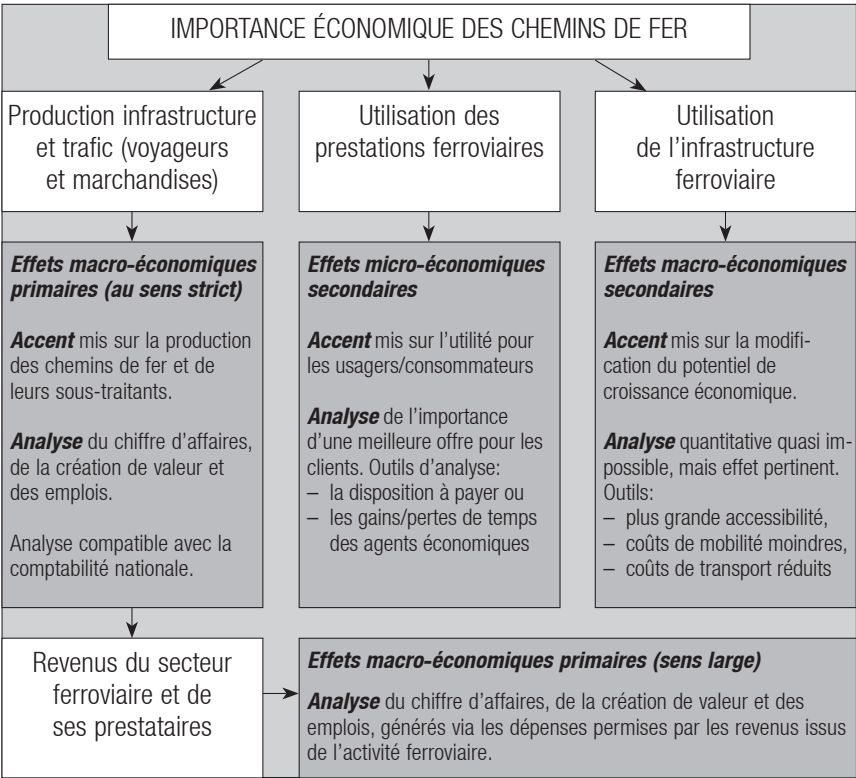 IMPORTANCE ÉCONOMIQUE DES CHEMINS DE FER
Production infrastructure
et trafic (voyageurs
et marchandises)
Utilisation des
prestations ferroviaires
Utilisation
de l’infrastructure
ferroviaire
Effets macro-économiques
primaires (au sens strict)
Accent mis sur la production
des chemins de fer et de
leurs sous-traitants.
Analyse du chiffre d’affaires,
de la création de valeur et
des emplois.
Analyse compatible avec la
comptabilité nationale.
Effets micro-économiques
secondaires
Accent mis sur l’utilité pour
les usagers/consommateurs
Analyse de l’importance
d’une meilleure offre pour les
clients. Outils d’analyse:
– la disposition à payer ou
– les gains/pertes de temps
des agents économiques
Effets macro-économiques
secondaires
Accent mis sur la modifi-
cation du potentiel de
croissance économique.
Analyse quantitative quasi im-
possible, mais effet pertinent.
Outils:
– plus grande accessibilité,
– coûts de mobilité moindres,
– coûts de transport réduits
Revenus du secteur
ferroviaire et de
ses prestataires
Effets macro-économiques primaires (sens large)
Analyse du chiffre d’affaires, de la création de valeur et des
emplois, générés via les dépenses permises par les revenus issus
de l’activité ferroviaire.